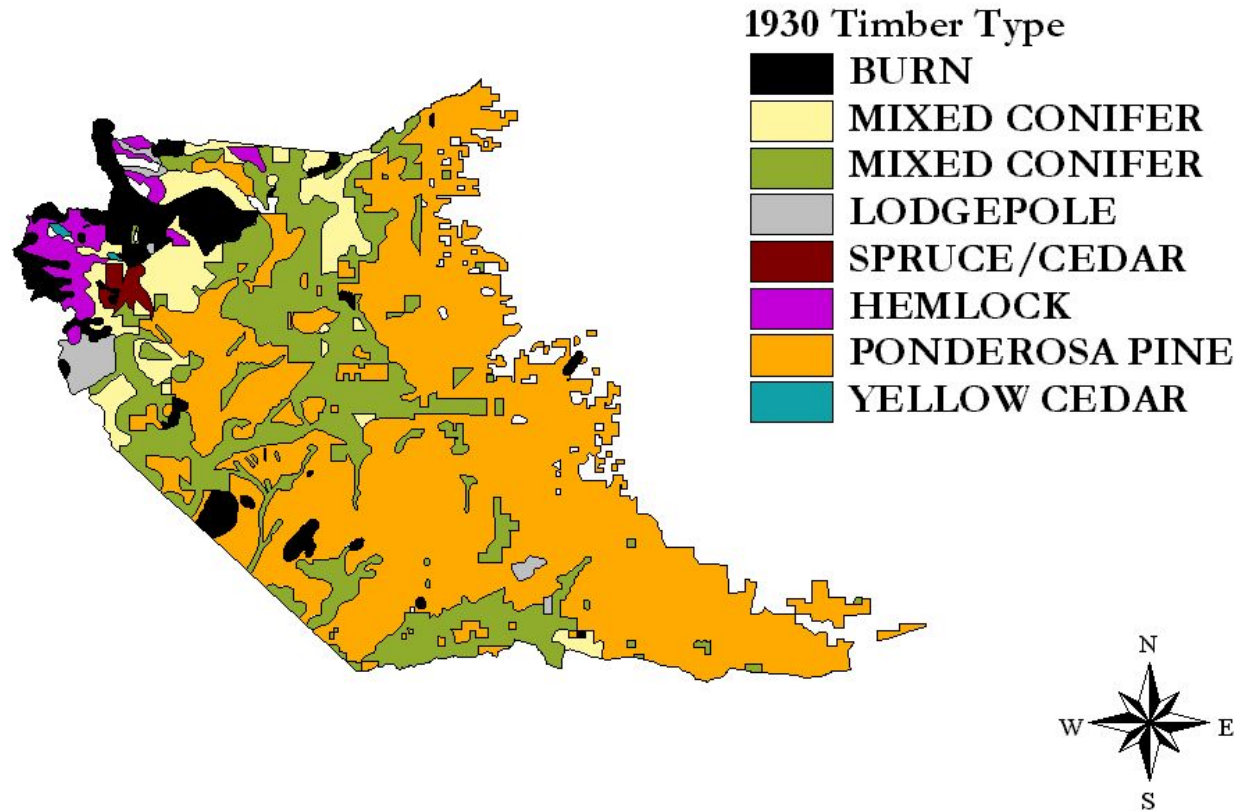 1930 Timber Type
BURN
MIXED CONIFER
MIXED CONIFER
LODGEPOLE
SPRUCE/CEDAR
HEMLOCK
PONDEROSA PINE
YELLOW CEDAR
N
W E
S